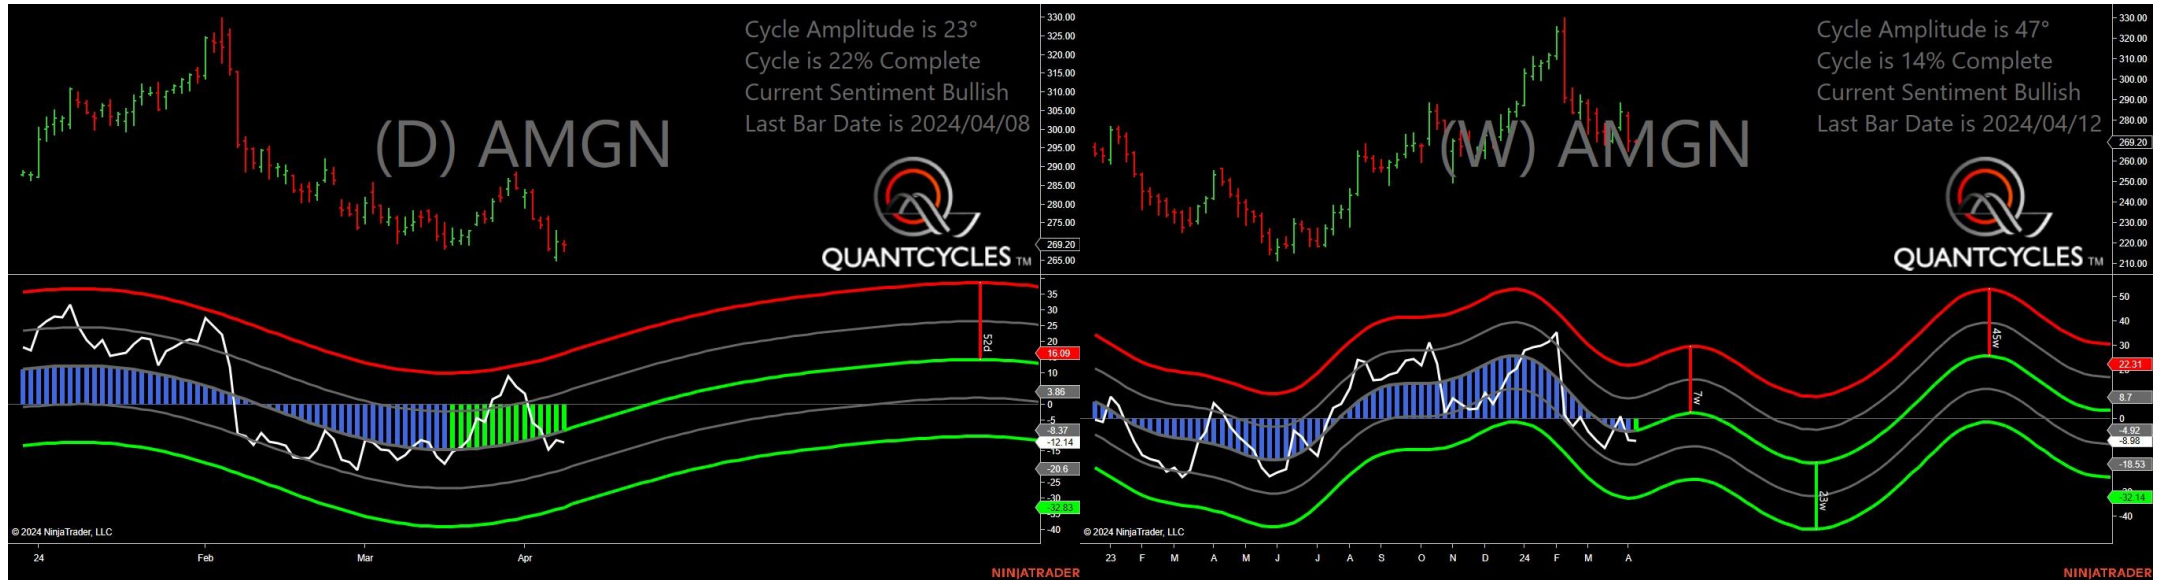 Cycle Amplitude is 23°
Cycle is 22% Complete
Current Sentiment Bullish
Last Bar Date is 2024/04/08
(D) AMGN
QUANTCYCLES TM
330.00
325.00
320.00
315.00
310.00
305.00
300.00
295.00
290.00
285.00
280.00
275.00
269.20
265.00
52d
35
30
25
20
16.09
10
3.86
0
-5
-8.37
-12.14
-15
-20.6
-25
-30
-32.83
-35
-40
© 2024 NinjaTrader, LLC
24
Feb
Mar
Apr
NINJATRADER
Cycle Amplitude is 47°
Cycle is 14% Complete
Current Sentiment Bullish
Last Bar Date is 2024/04/12
(W) AMGN
QUANTCYCLES TM
330.00
320.00
310.00
300.00
290.00
280.00
269.20
260.00
250.00
240.00
230.00
220.00
210.00
7w
23w
45w
50
40
30
22.31
8.7
0
-4.92
-8.98
-18.53
-32.14
-40
© 2024 NinjaTrader, LLC
23
F
M
A
M
J
J
A
S
O
N
D
24
F
M
A
NINJATRADER